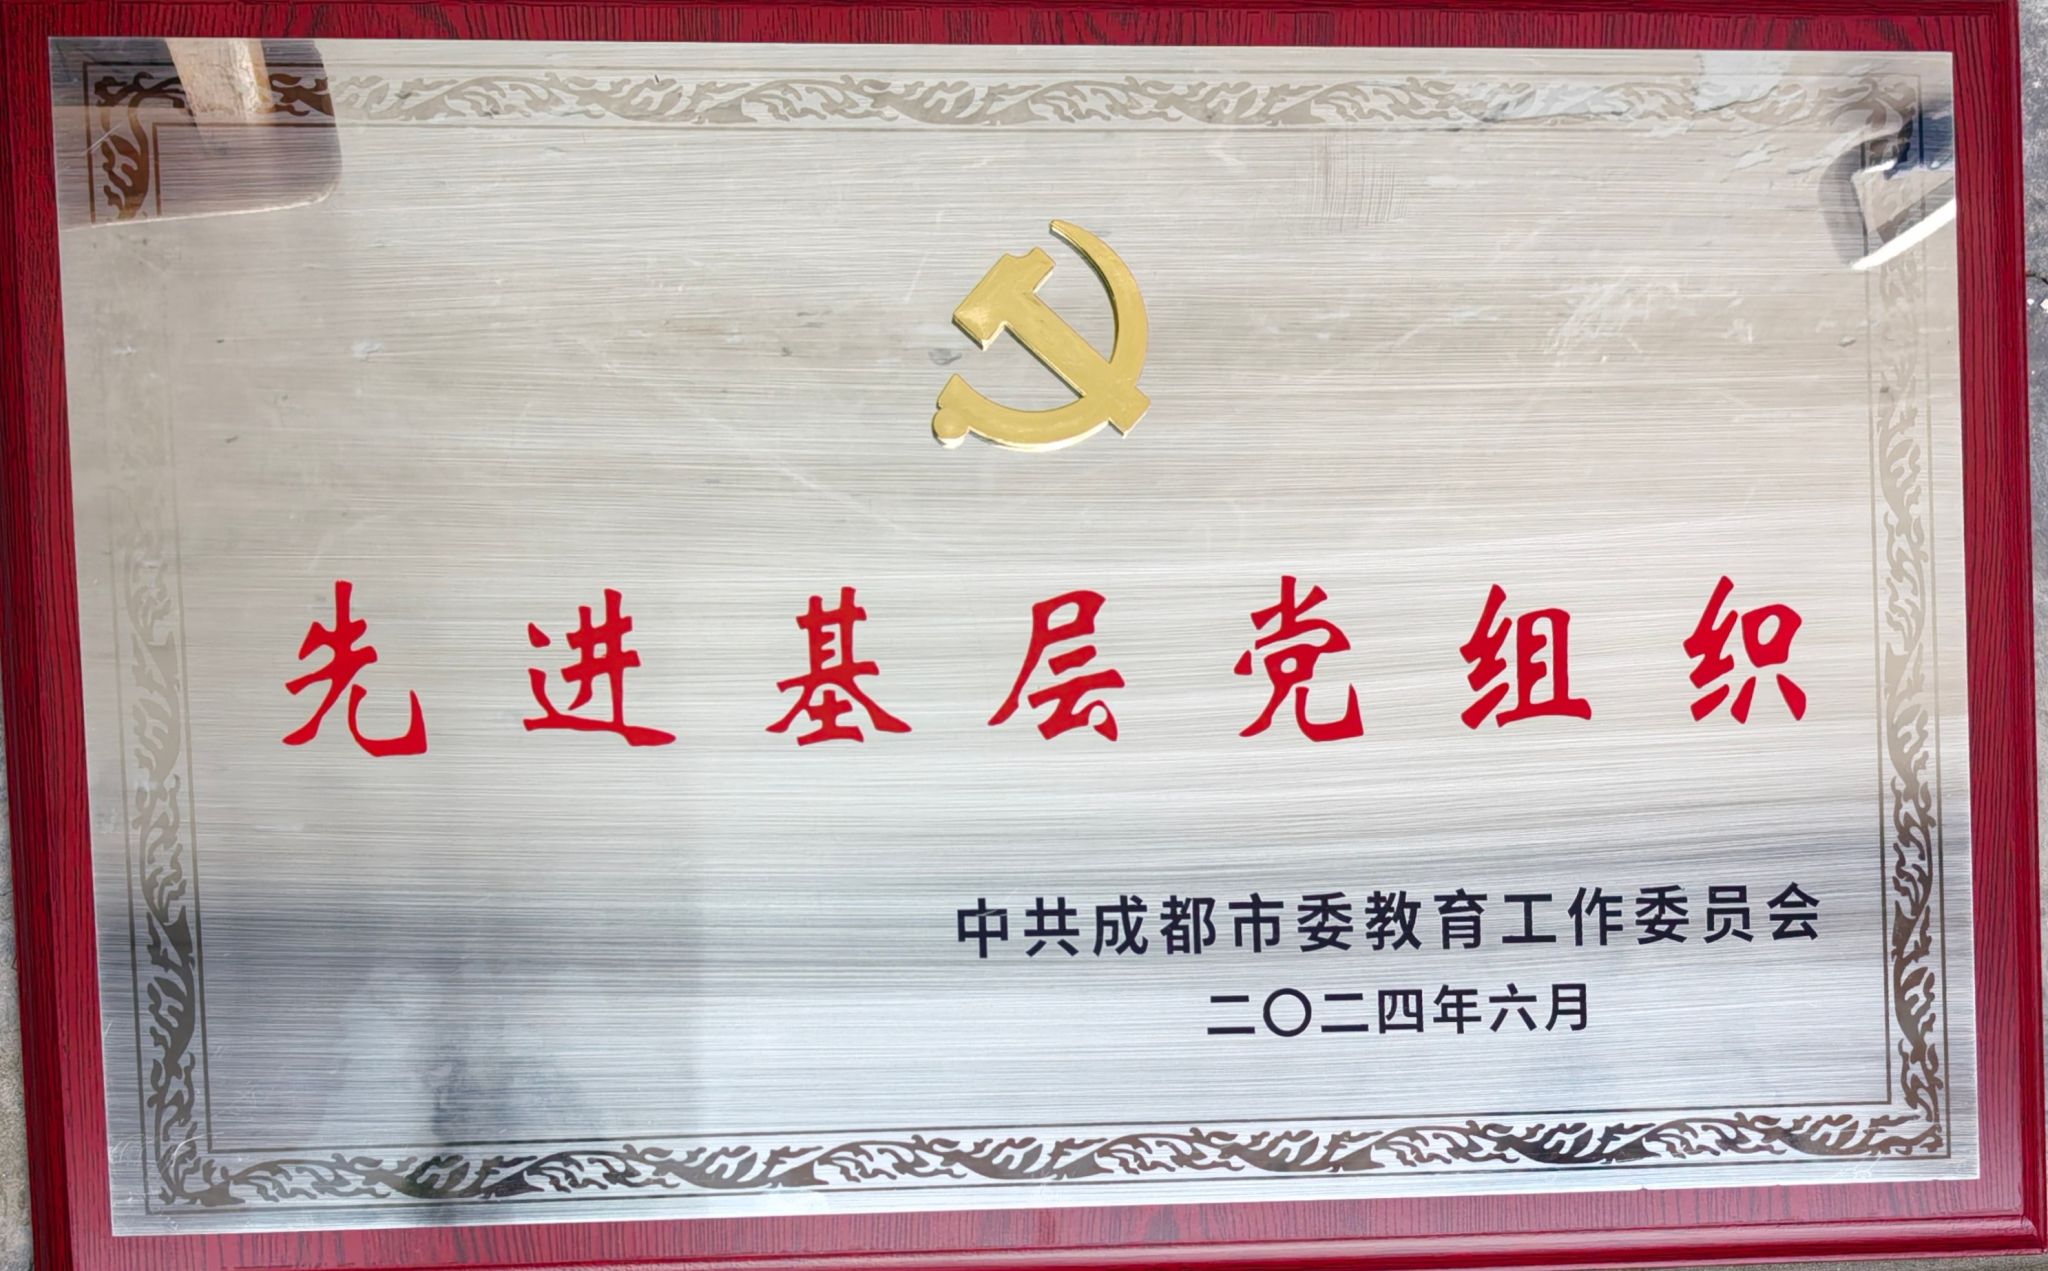 先进基层党组织
中共成都市委教育工作委员会
二〇二四年六月